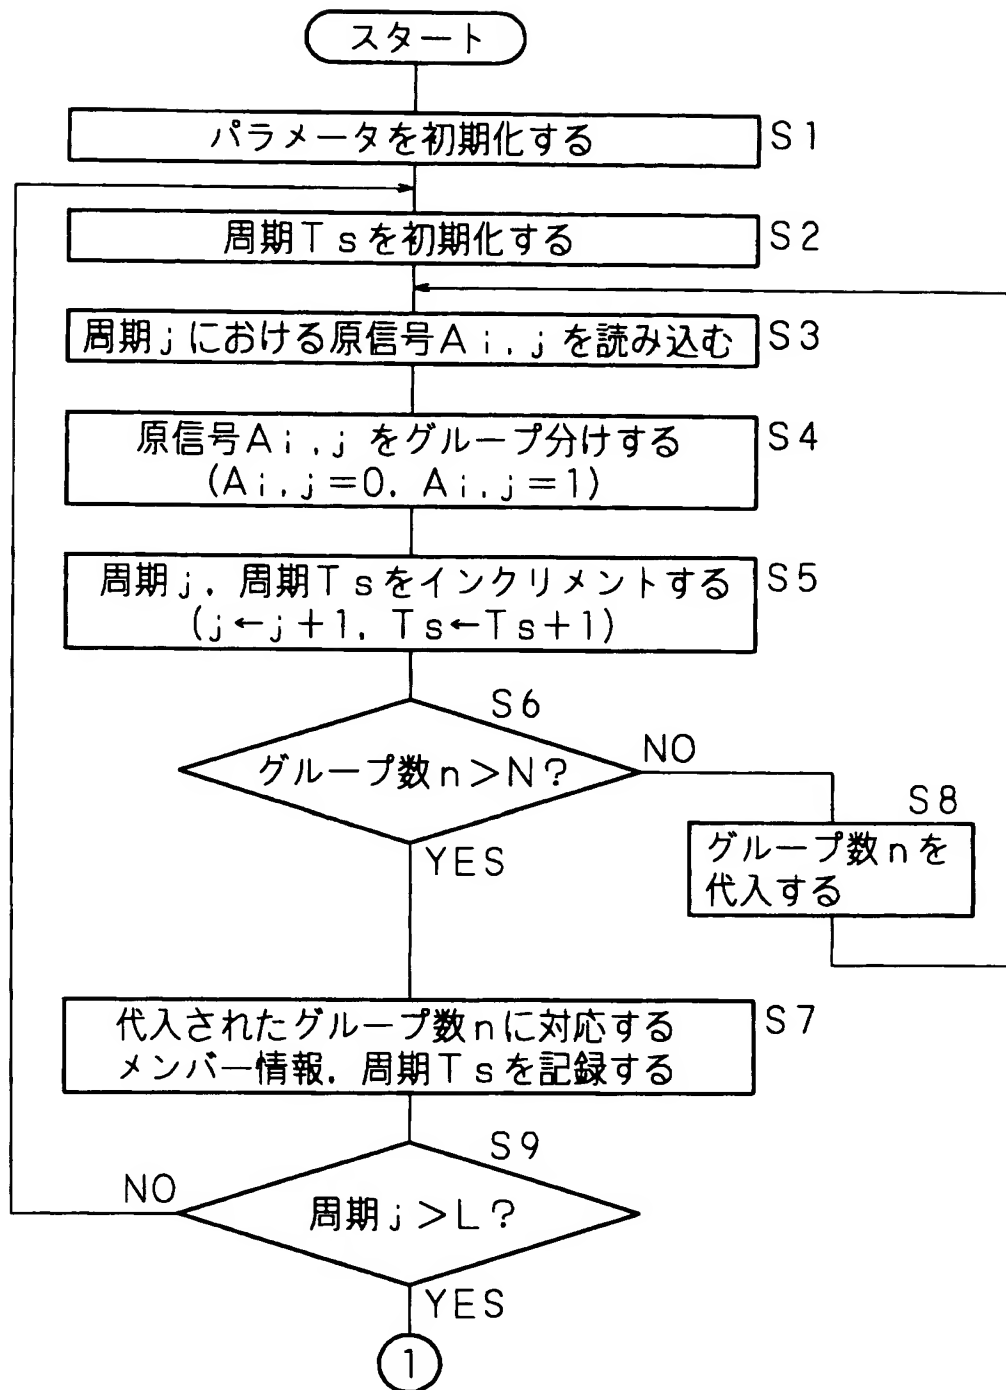 スタート
パラメータを初期化する S1
周期Tsを初期化する S2
周期jにおける原信号Ai,jを読み込む S3
原信号Ai,jをグループ分けする S4
(Ai,j=0, Ai,j=1)
周期j, 周期Tsをインクリメントする S5
(j←j+1, Ts←Ts+1)
S6
グループ数n>N?
NO
YES
S8
グループ数nを
代入する
代入されたグループ数nに対応する S7
メンバー情報, 周期Tsを記録する
S9
NO
周期j>L?
YES
1